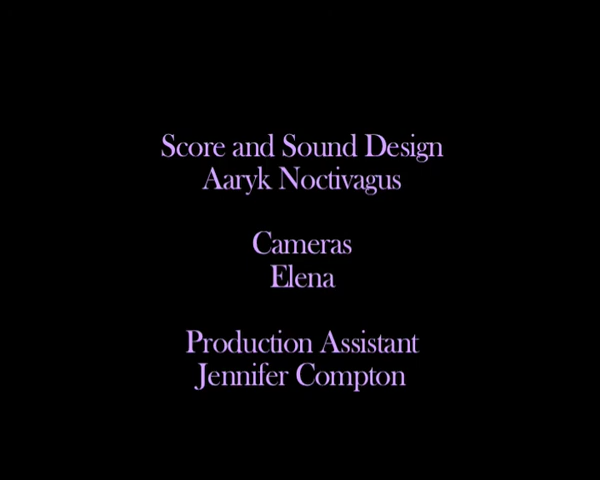 Score and Sound Design
Aaryk Noctivagus
Cameras
Elena
Production Assistant
Jennifer Compton